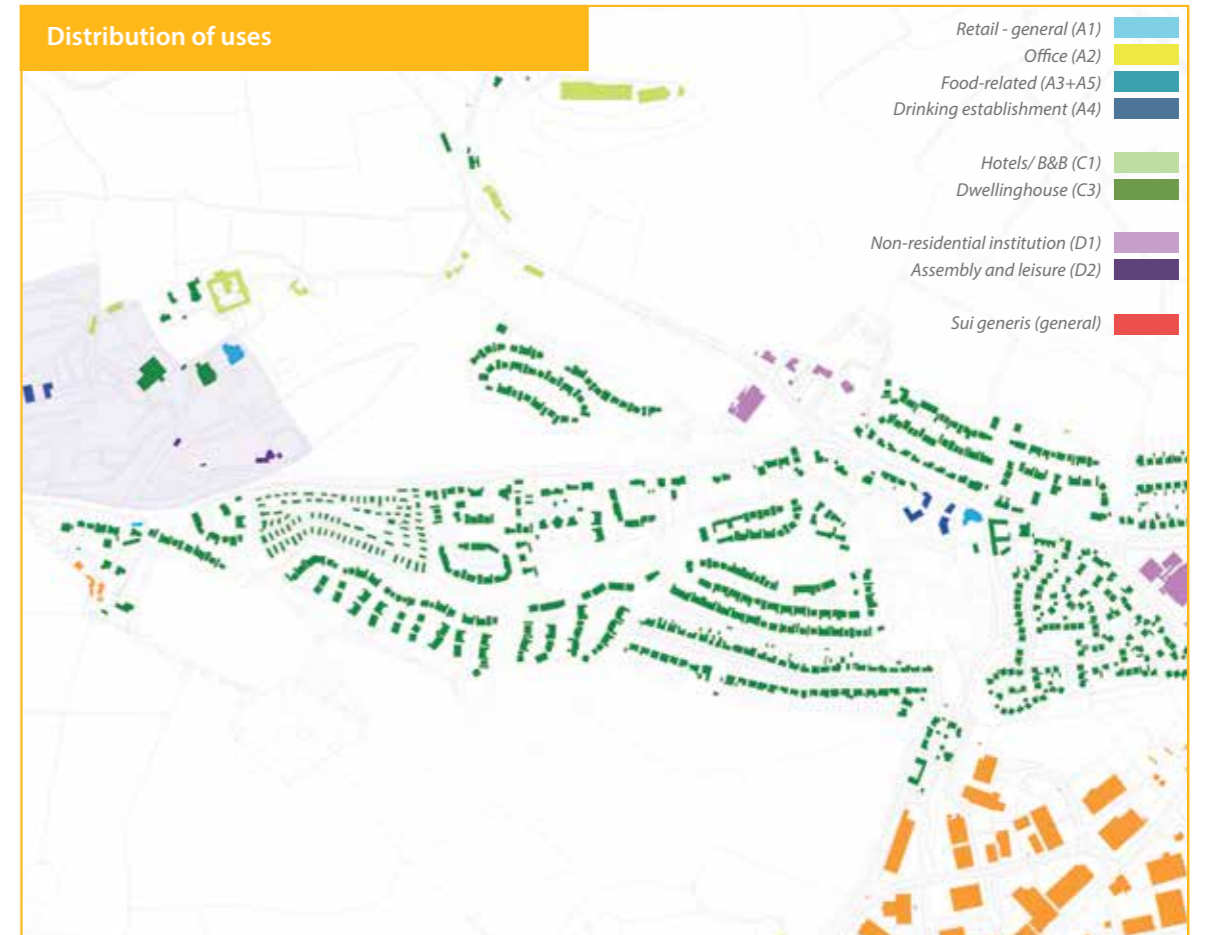 Distribution of uses
Retail - general (A1)
Office (A2)
Food-related (A3+A5)
Drinking establishment (A4)
Hotels/ B&B (C1)
Dwellinghouse (C3)
Non-residential institution (D1)
Assembly and leisure (D2)
Sui generis (general)